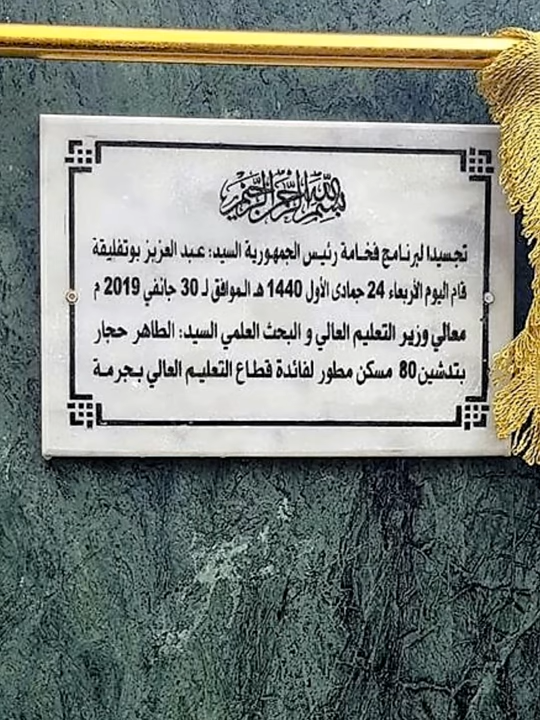 بسم الله الرحمن الرحيم
تجسيدا لبرنامج فخامة رئيس الجمهورية السيد: عبد العزيز بوتفليقة
قام اليوم الأربعاء 24 جمادى الأول 1440 هـ الموافق لـ 30 جانفي 2019 م
معالي وزير التعليم العالي و البحث العلمي السيد: الطاهر حجار
بتدشين 80 مسكن مطور لفائدة قطاع التعليم العالي بجرمة